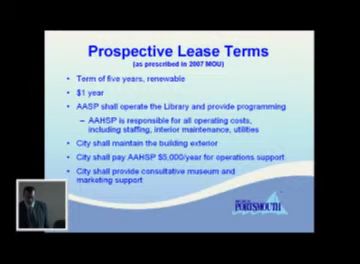 Prospective Lease Terms
(as prescribed in 2007 MOU)
• Term of five years, renewable
• $1 year
• AASP shall operate the Library and provide programming
– AAHSP is responsible for all operating costs,
including staffing, interior maintenance, utilities
• City shall maintain the building exterior
• City shall pay AAHSP $5,000/year for operations support
• City shall provide consultative museum and
marketing support
PORTSMOUTH